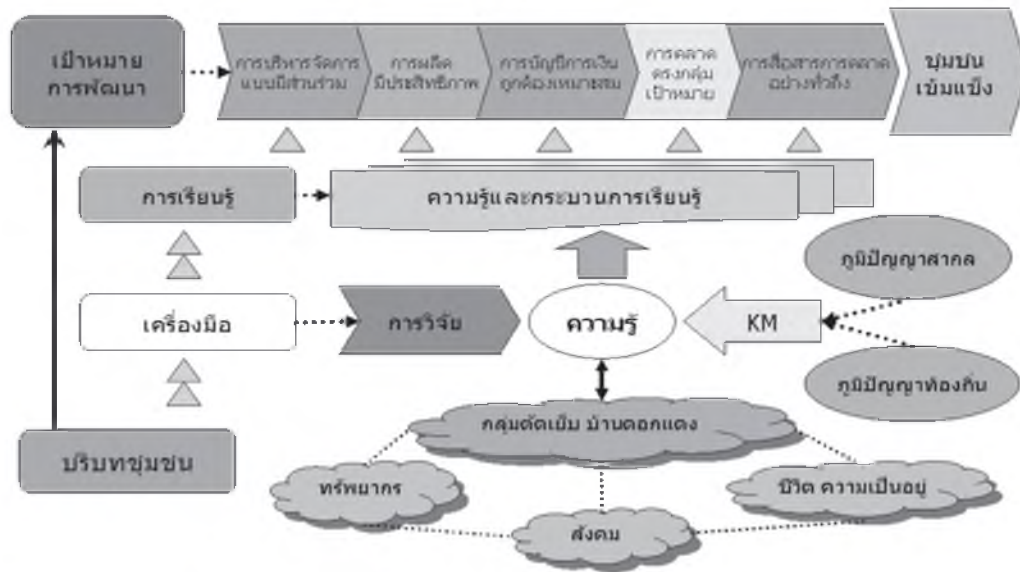 เป้าหมาย
การพัฒนา
การบริหารจัดการ
แบบมีส่วนร่วม
การผลิต
มีประสิทธิภาพ
การบัญชีการเงิน
ถูกต้องเหมาะสม
การตลาด
ตรงกลุ่ม
เป้าหมาย
การสื่อสารการตลาด
อย่างทั่วถึง
ชุมชน
เข้มแข็ง
การเรียนรู้
ความรู้และกระบวนการเรียนรู้
ภูมิปัญญาสากล
เครื่องมือ
การวิจัย
ความรู้
KM
ภูมิปัญญาท้องถิ่น
กลุ่มตัดเย็บ บ้านดอกแดง
บริบทชุมชน
ทรัพยากร
ชีวิต ความเป็นอยู่
สังคม